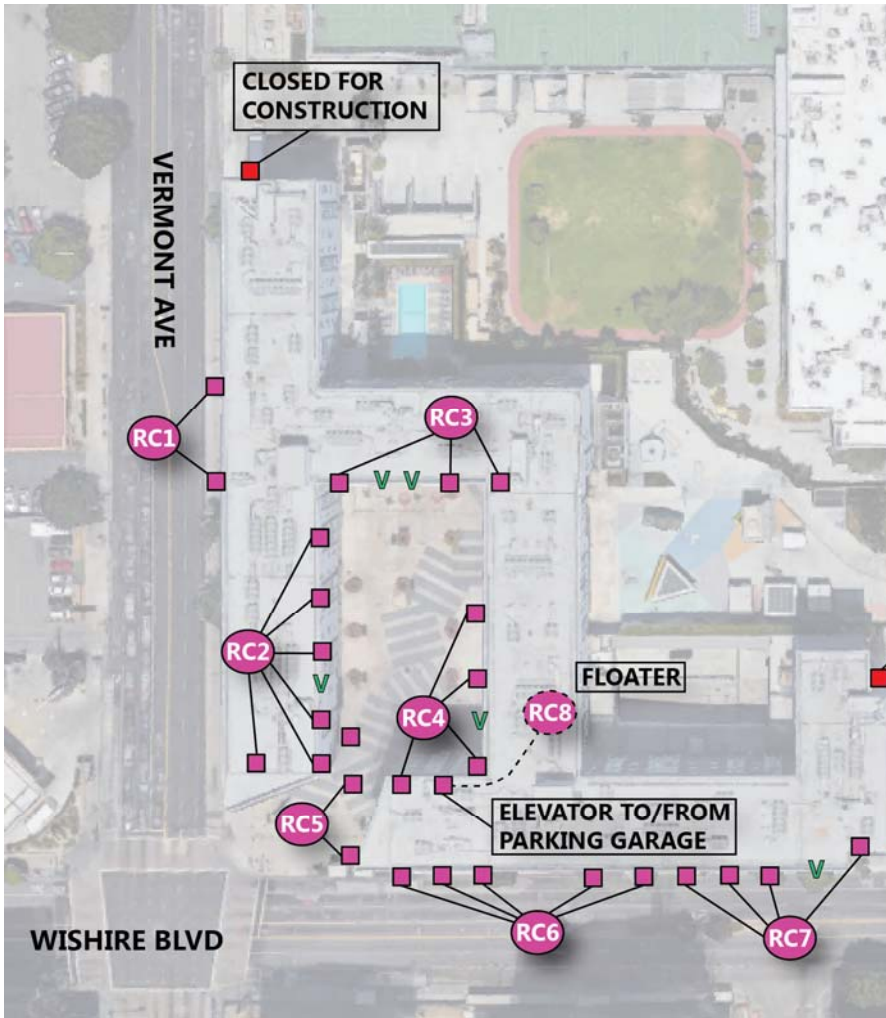 CLOSED FOR
CONSTRUCTION
VERMONT AVE
RC1
RC3
V V
RC2
V
RC4
V
RC8
FLOATER
RC5
ELEVATOR TO/FROM
PARKING GARAGE
V
WISHIRE BLVD
RC6
RC7